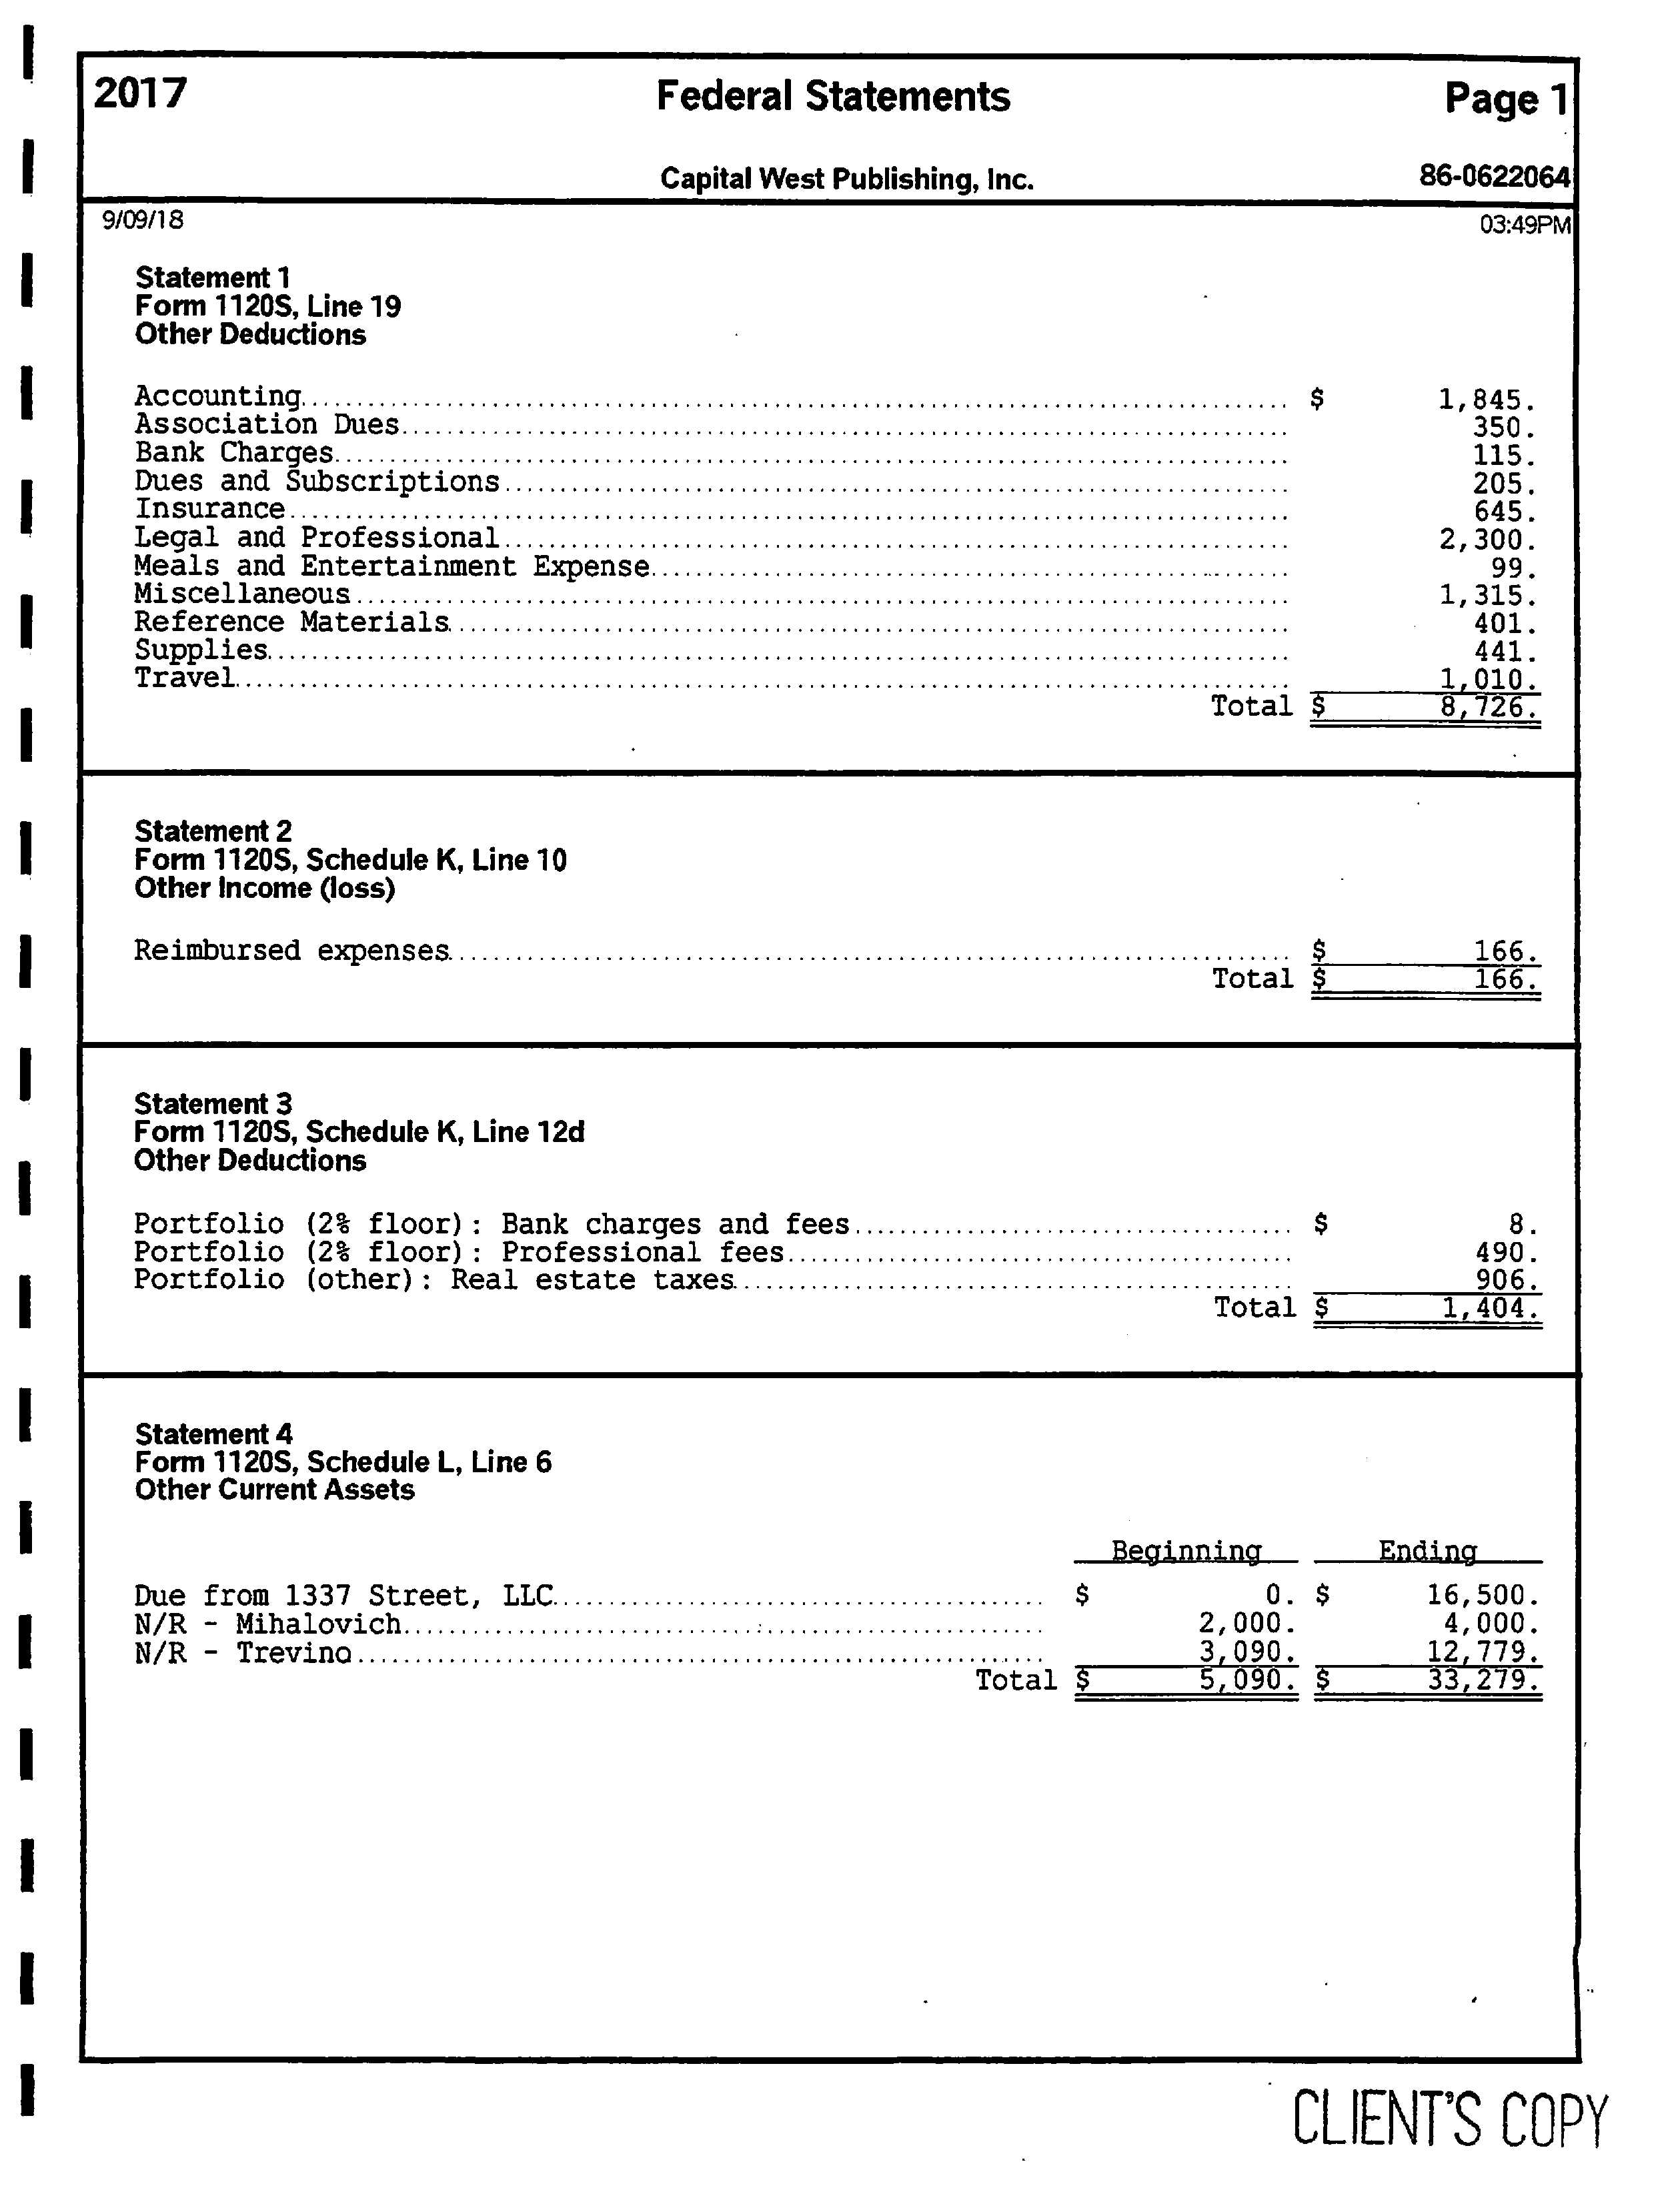 2017 Federal Statements Page 1
Capital West Publishing, Inc. 86-0622064
9/09/18 03:49PM
Statement 1
Form 1120S, Line 19
Other Deductions
Accounting $ 1,845.
Association Dues 350.
Bank Charges 115.
Dues and Subscriptions 205.
Insurance 645.
Legal and Professional 2,300.
Meals and Entertainment Expense 99.
Miscellaneous 1,315.
Reference Materials 401.
Supplies 441.
Travel 1,010.
Total $ 8,726.
Statement 2
Form 1120S, Schedule K, Line 10
Other Income (loss)
Reimbursed expenses $ 166.
Total $ 166.
Statement 3
Form 1120S, Schedule K, Line 12d
Other Deductions
Portfolio (2% floor): Bank charges and fees $ 8.
Portfolio (2% floor): Professional fees 490.
Portfolio (other): Real estate taxes 906.
Total $ 1,404.
Statement 4
Form 1120S, Schedule L, Line 6
Other Current Assets
Beginning Ending
Due from 1337 Street, LLC $ 0. $ 16,500.
N/R - Mihalovich 2,000. 4,000.
N/R - Trevino 3,090. 12,779.
Total $ 5,090. $ 33,279.
CLIENT'S COPY